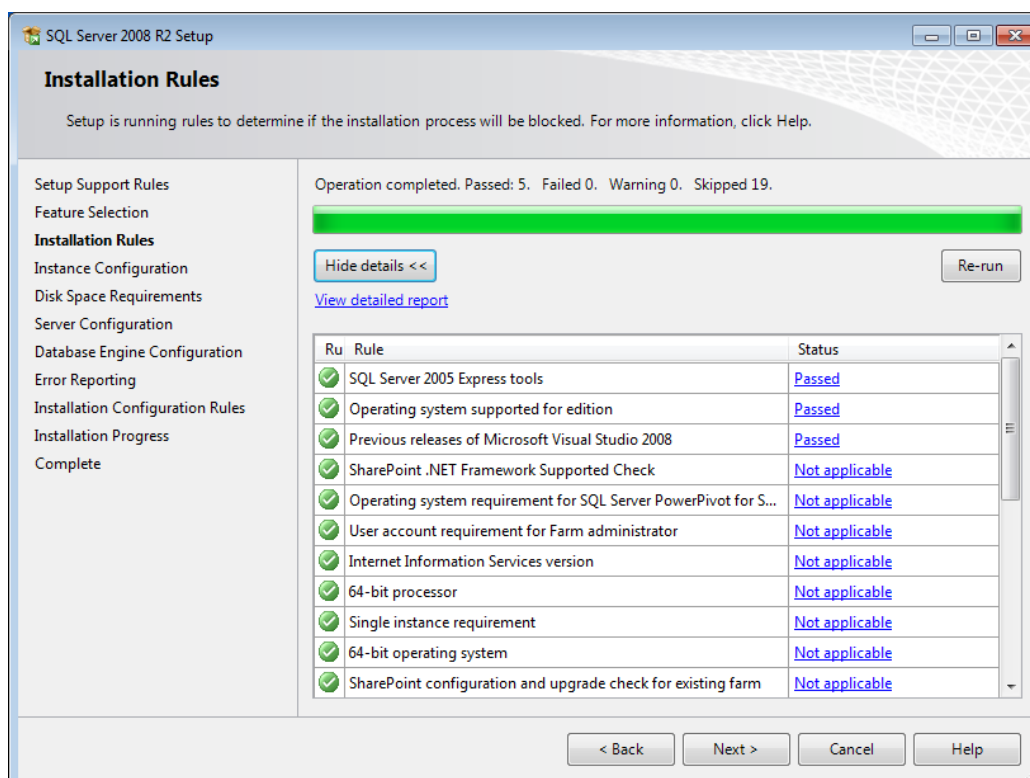 SQL Server 2008 R2 Setup
Installation Rules
Setup is running rules to determine if the installation process will be blocked. For more information, click Help.
Setup Support Rules
Feature Selection
Installation Rules
Instance Configuration
Disk Space Requirements
Server Configuration
Database Engine Configuration
Error Reporting
Installation Configuration Rules
Installation Progress
Complete
Operation completed. Passed: 5. Failed 0. Warning 0. Skipped 19.
Hide details << Re-run
View detailed report
Ru Rule Status
SQL Server 2005 Express tools Passed
Operating system supported for edition Passed
Previous releases of Microsoft Visual Studio 2008 Passed
SharePoint .NET Framework Supported Check Not applicable
Operating system requirement for SQL Server PowerPivot for S... Not applicable
User account requirement for Farm administrator Not applicable
Internet Information Services version Not applicable
64-bit processor Not applicable
Single instance requirement Not applicable
64-bit operating system Not applicable
SharePoint configuration and upgrade check for existing farm Not applicable
< Back Next > Cancel Help